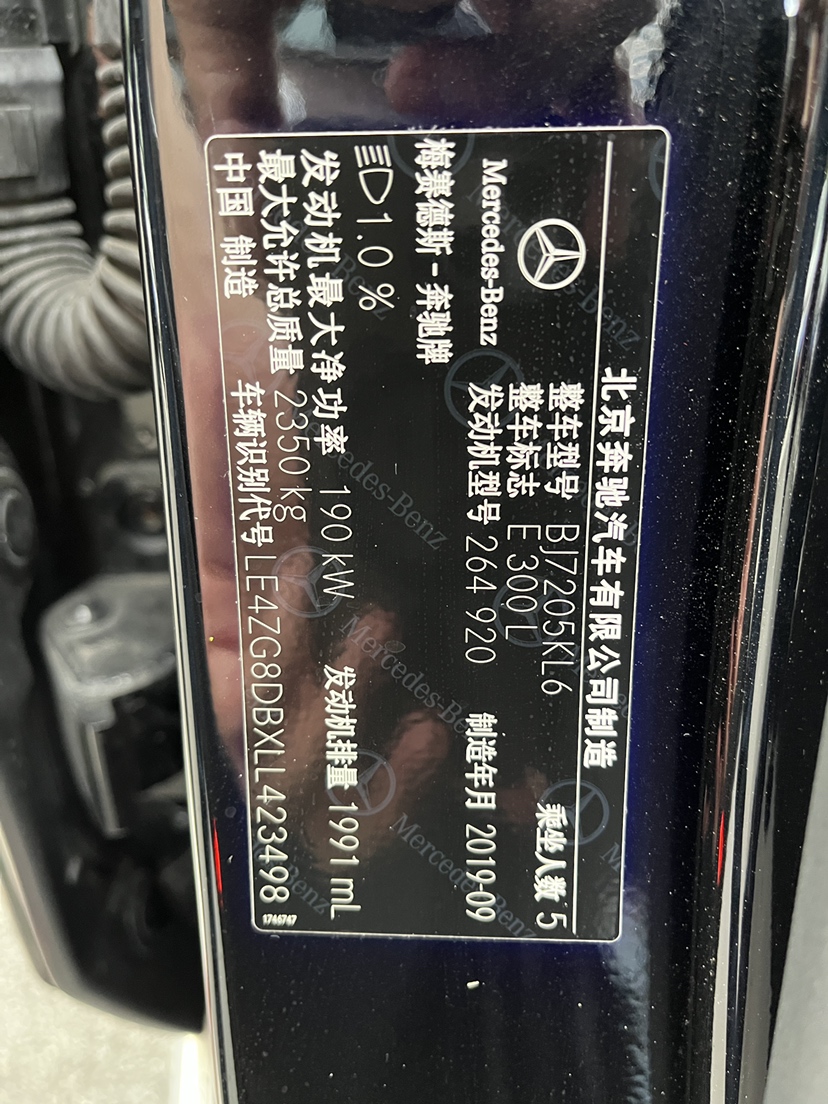 北京奔驰汽车有限公司制造
Mercedes-Benz
整车型号 BJ7205KL6 乘坐人数 5
整车标志 E 300 L
发动机型号 264 920 制造年月 2019-09
梅赛德斯-奔驰牌
1.0 %
发动机最大净功率 190 kW 发动机排量 1991 mL
最大允许总质量 2350 kg
中国 制造 车辆识别代号 LE4ZG8DBXLL423498
1746747